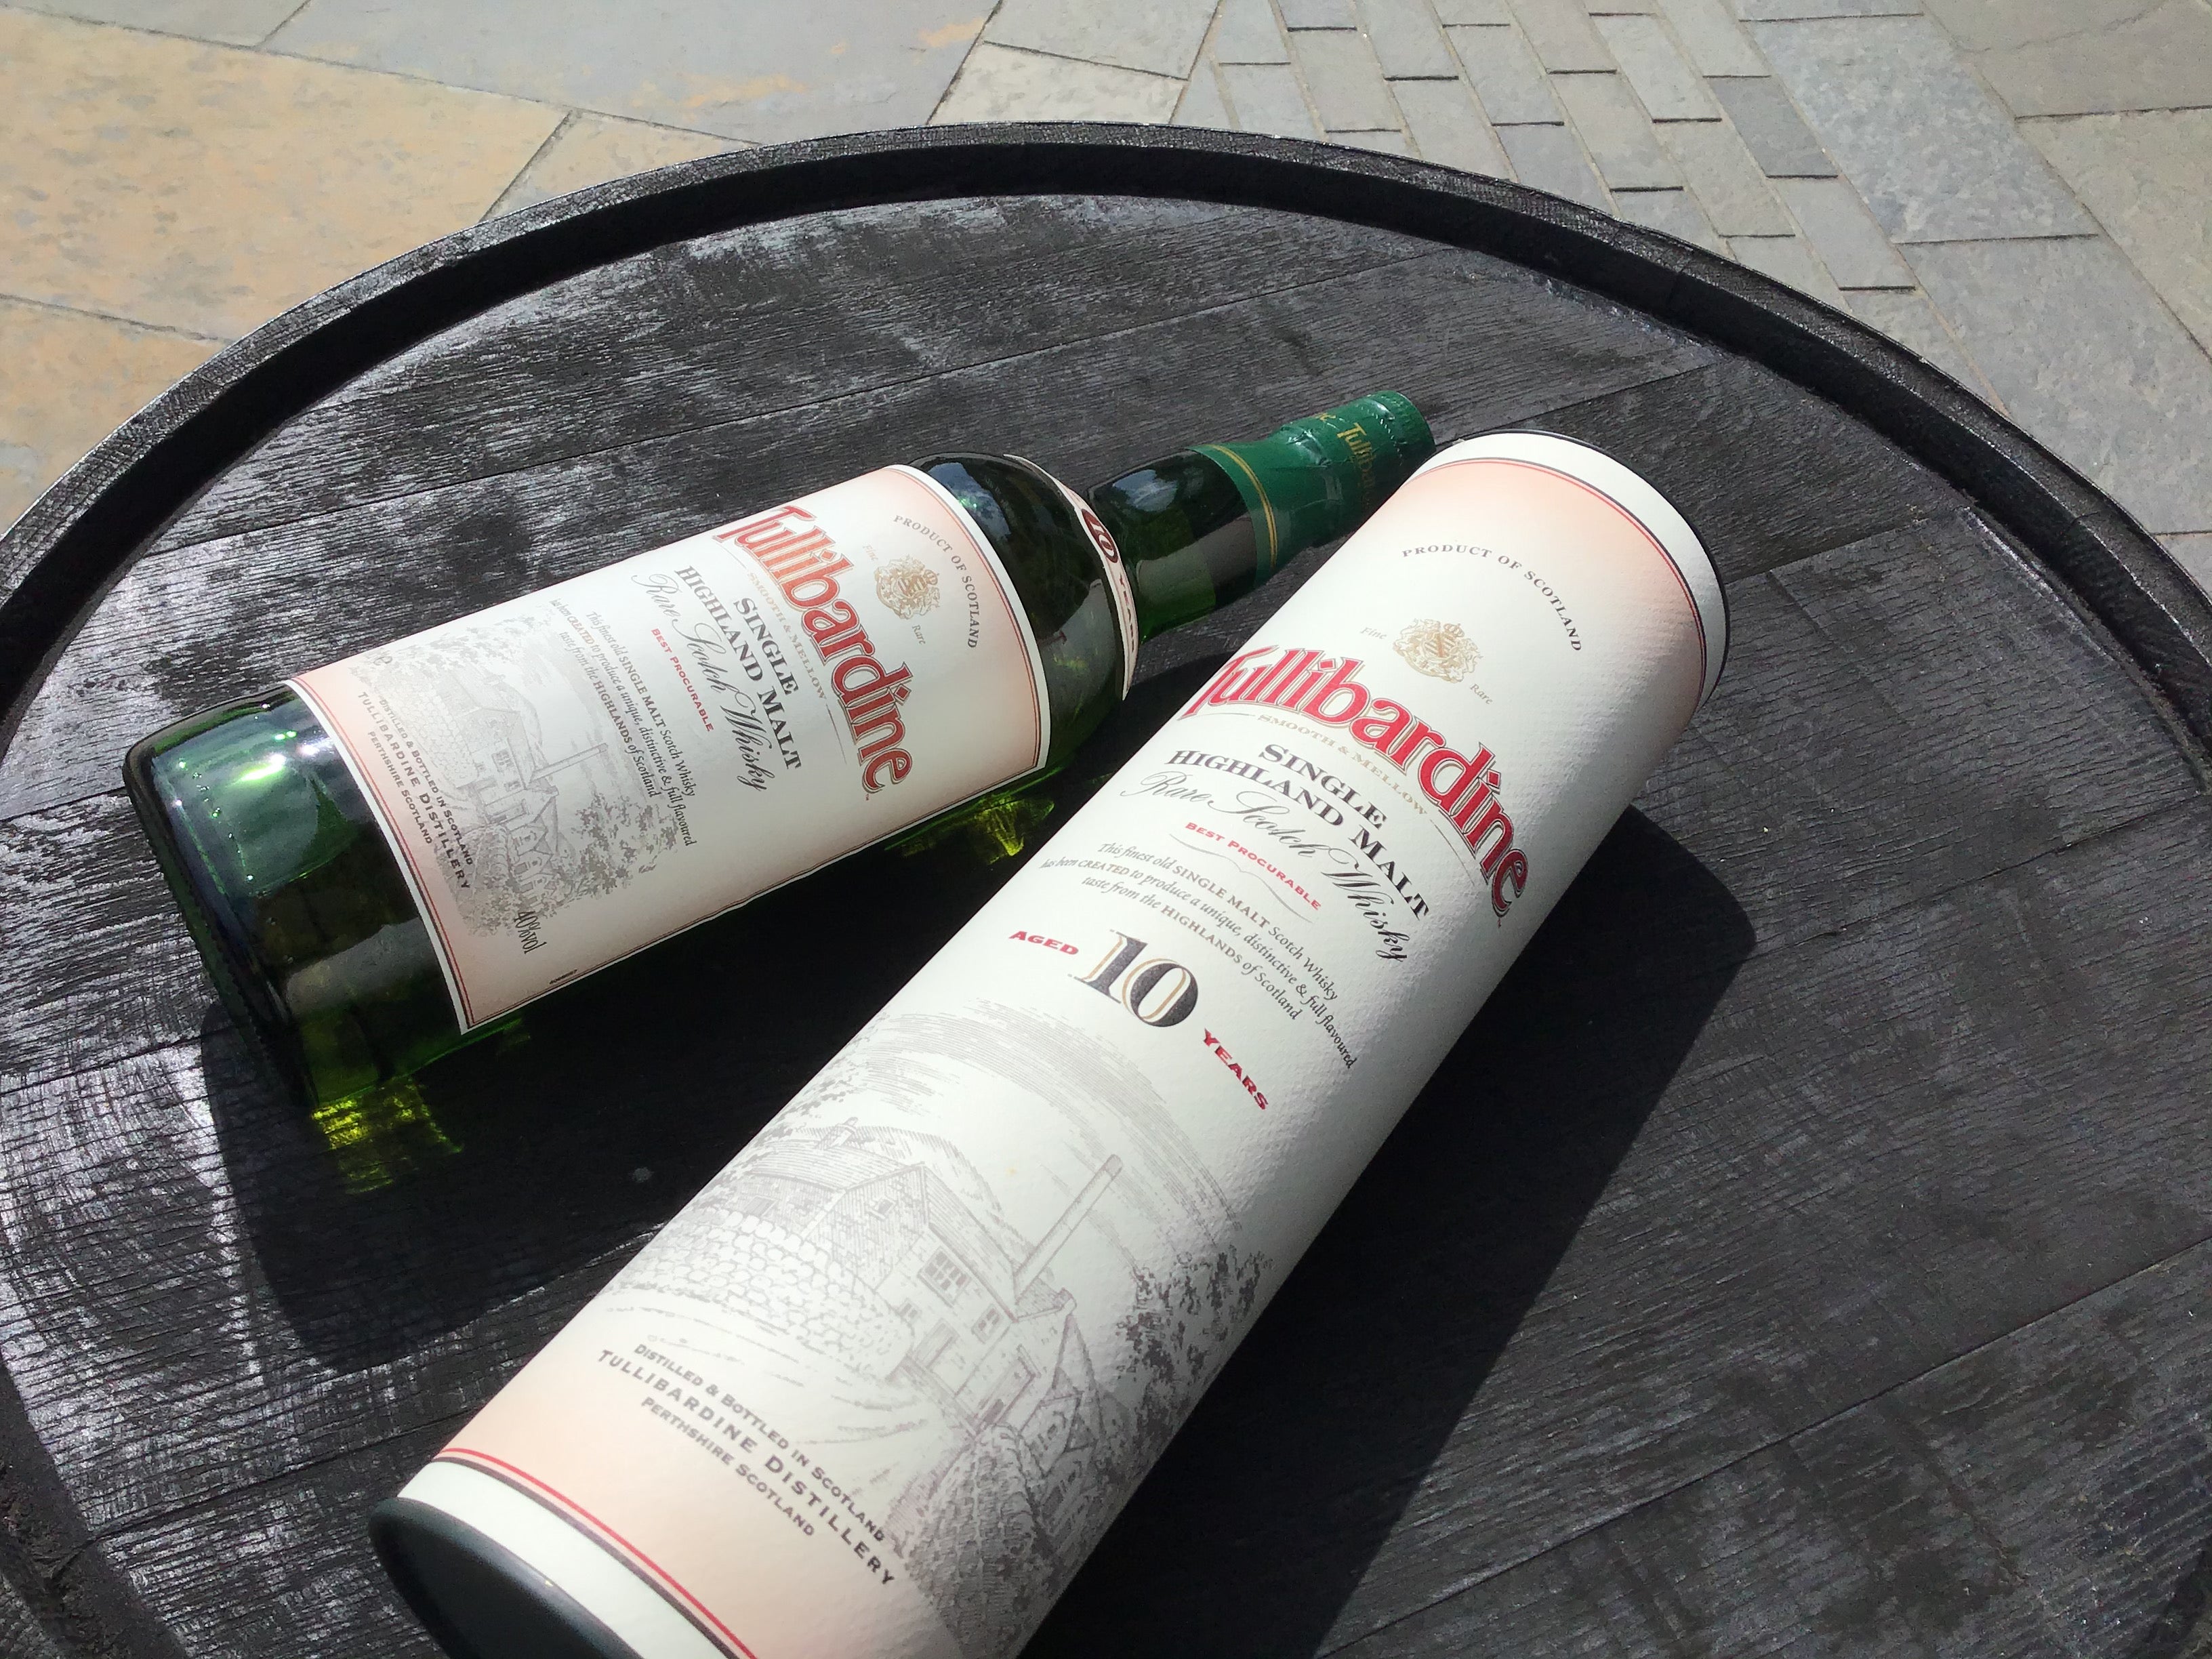 PRODUCT OF SCOTLAND
Fine Rare
Tullibardine
SMOOTH & MELLOW
SINGLE
HIGHLAND MALT
Rare Scotch Whisky
BEST PROCURABLE
This finest old SINGLE MALT Scotch Whisky
has been CREATED to produce a unique, distinctive & full flavoured
taste from the HIGHLANDS of Scotland
DISTILLED & BOTTLED IN SCOTLAND
TULLIBARDINE DISTILLERY
PERTHSHIRE SCOTLAND
40%vol
10 YEARS
PRODUCT OF SCOTLAND
Fine Rare
Tullibardine
SMOOTH & MELLOW
SINGLE
HIGHLAND MALT
Rare Scotch Whisky
BEST PROCURABLE
This finest old SINGLE MALT Scotch Whisky
has been CREATED to produce a unique, distinctive & full flavoured
taste from the HIGHLANDS of Scotland
AGED 10 YEARS
DISTILLED & BOTTLED IN SCOTLAND
TULLIBARDINE DISTILLERY
PERTHSHIRE SCOTLAND